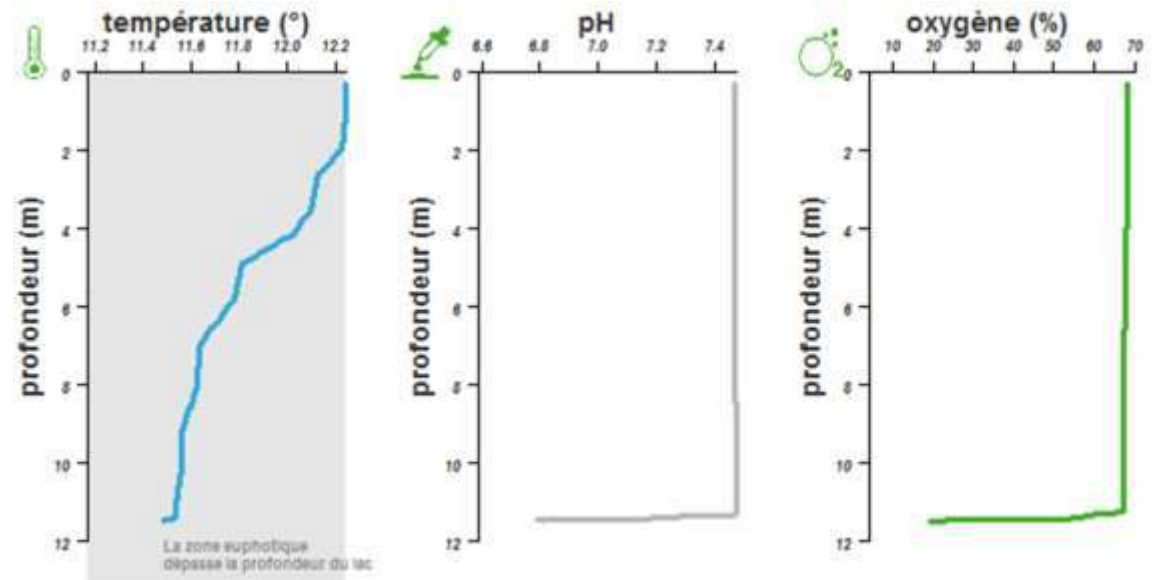 température (°)
11.2 11.4 11.6 11.8 12.0 12.2
0
2
4
6
8
10
12
profondeur (m)
La zone euphotique
dépasse la profondeur du lac
pH
6.6 6.8 7.0 7.2 7.4
0
2
4
6
8
10
12
profondeur (m)
oxygène (%)
O2
10 20 30 40 50 60 70
0
2
4
6
8
10
12
profondeur (m)